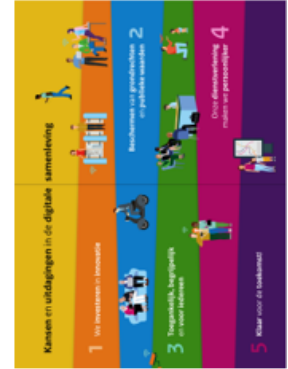 Kansen en uitdagingen in de digitale samenleving
1
We investeren in innovatie
Beschermen van grondrechten
en publieke waarden
2
3
Toegankelijk, begrijpelijk
en voor iedereen
Onze dienstverlening
maken we persoonlijker
4
5
Klaar voor de toekomst!